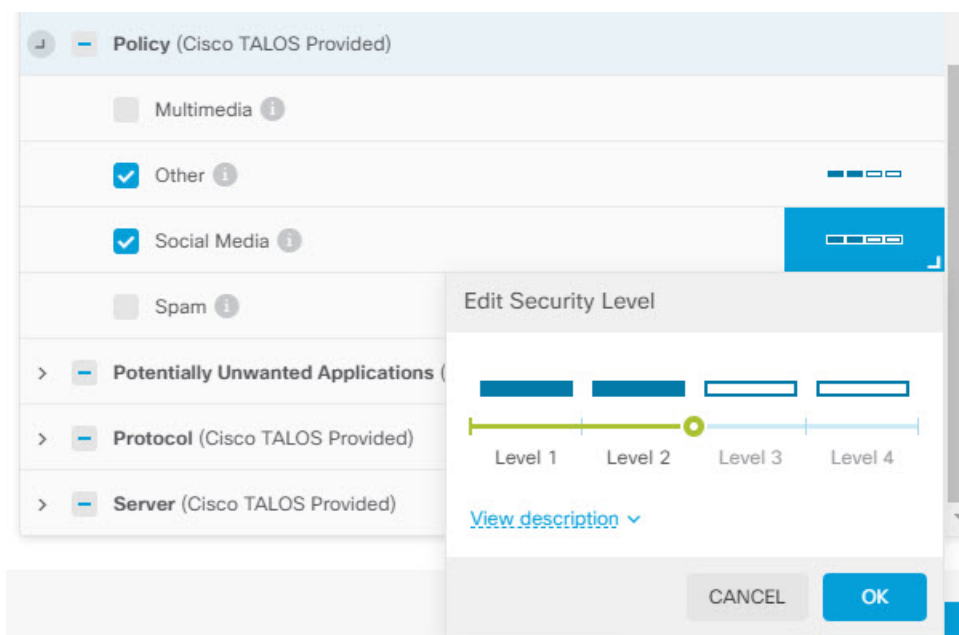 Policy (Cisco TALOS Provided)
Multimedia
Other
Social Media
Spam
Edit Security Level
Potentially Unwanted Applications (
Protocol (Cisco TALOS Provided)
Server (Cisco TALOS Provided)
Level 1 Level 2 Level 3 Level 4
View description
CANCEL OK